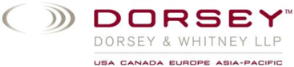 DORSEY™
DORSEY & WHITNEY LLP
USA CANADA EUROPE ASIA-PACIFIC